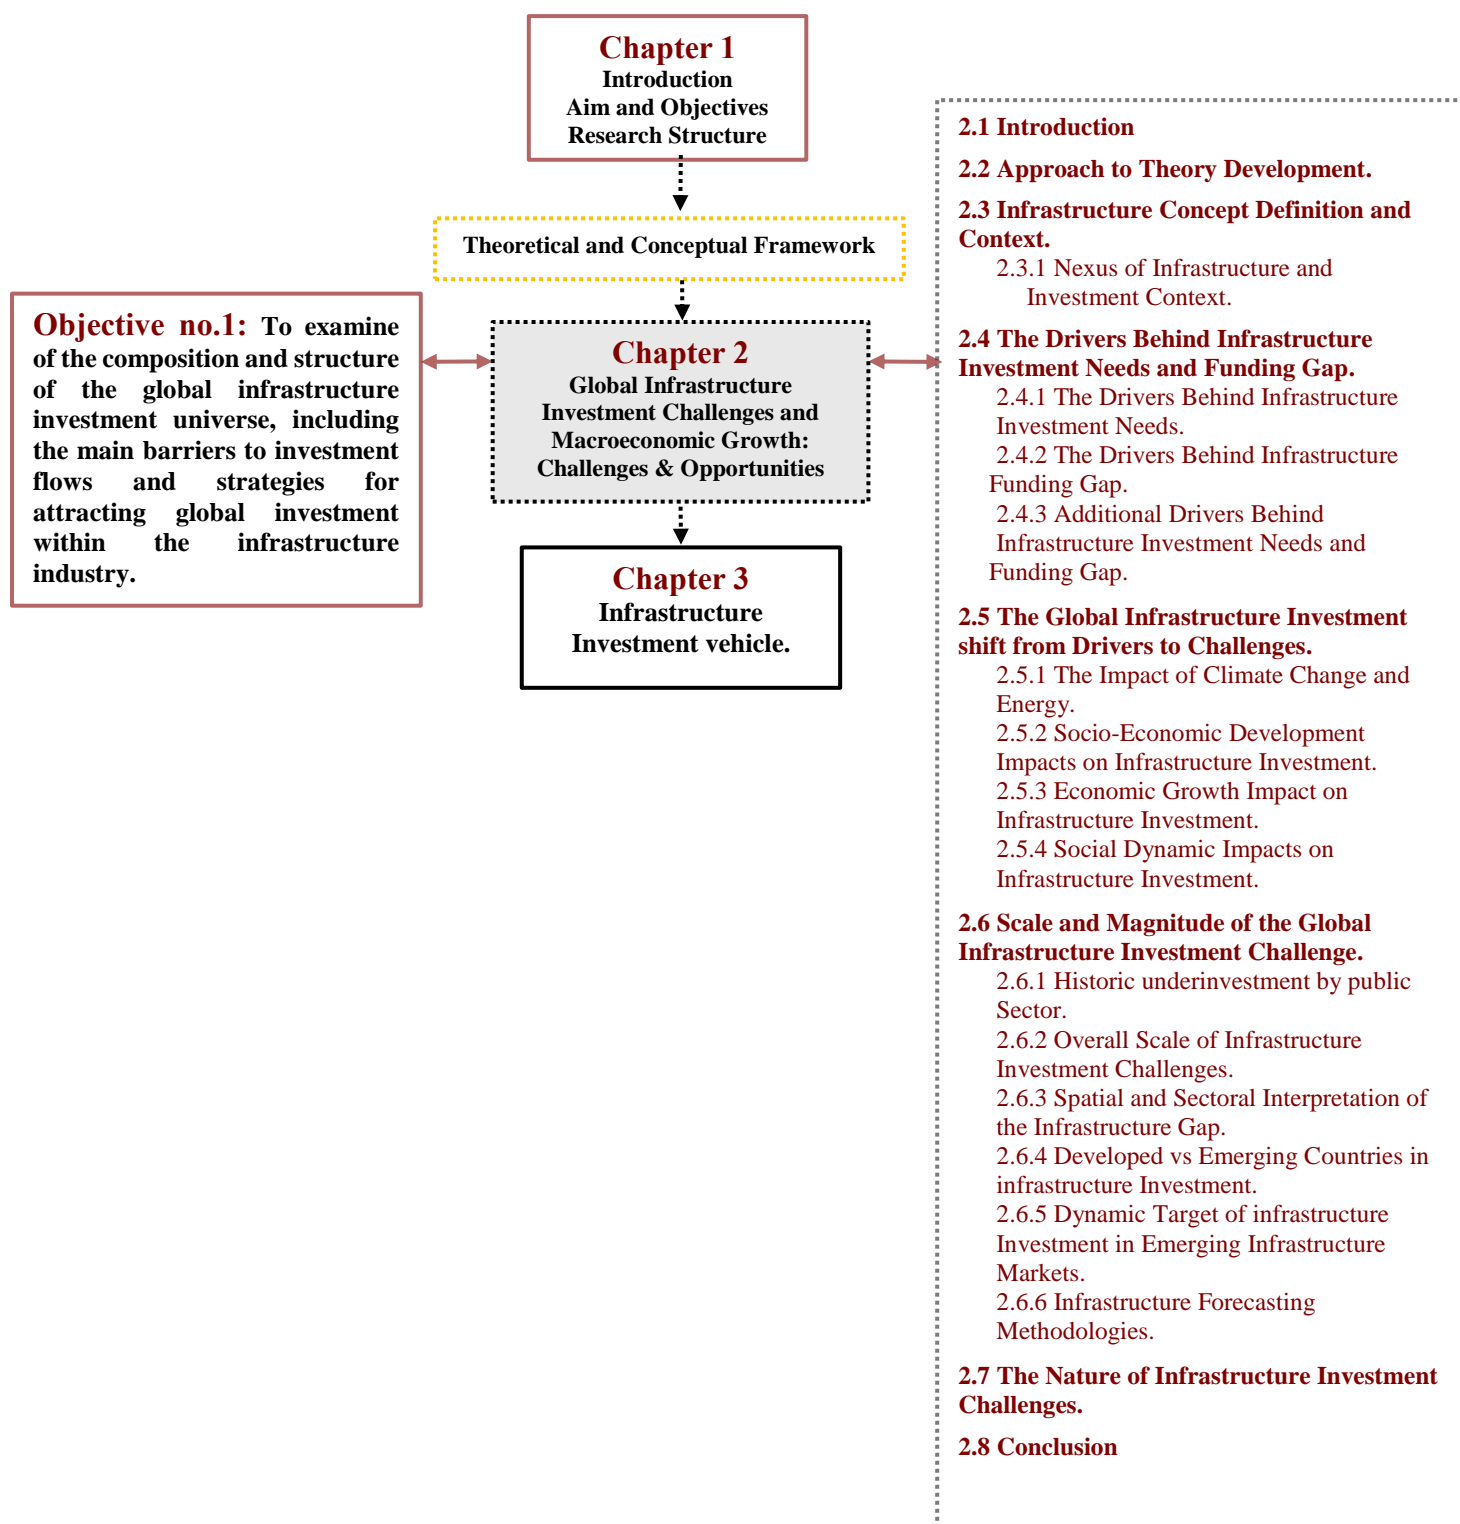 Chapter 1
Introduction
Aim and Objectives
Research Structure
Theoretical and Conceptual Framework
Objective no.1: To examine
of the composition and structure
of the global infrastructure
investment universe, including
the main barriers to investment
flows and strategies for
attracting global investment
within the infrastructure
industry.
Chapter 2
Global Infrastructure
Investment Challenges and
Macroeconomic Growth:
Challenges & Opportunities
Chapter 3
Infrastructure
Investment vehicle.
2.1 Introduction
2.2 Approach to Theory Development.
2.3 Infrastructure Concept Definition and
Context.
2.3.1 Nexus of Infrastructure and
Investment Context.
2.4 The Drivers Behind Infrastructure
Investment Needs and Funding Gap.
2.4.1 The Drivers Behind Infrastructure
Investment Needs.
2.4.2 The Drivers Behind Infrastructure
Funding Gap.
2.4.3 Additional Drivers Behind
Infrastructure Investment Needs and
Funding Gap.
2.5 The Global Infrastructure Investment
shift from Drivers to Challenges.
2.5.1 The Impact of Climate Change and
Energy.
2.5.2 Socio-Economic Development
Impacts on Infrastructure Investment.
2.5.3 Economic Growth Impact on
Infrastructure Investment.
2.5.4 Social Dynamic Impacts on
Infrastructure Investment.
2.6 Scale and Magnitude of the Global
Infrastructure Investment Challenge.
2.6.1 Historic underinvestment by public
Sector.
2.6.2 Overall Scale of Infrastructure
Investment Challenges.
2.6.3 Spatial and Sectoral Interpretation of
the Infrastructure Gap.
2.6.4 Developed vs Emerging Countries in
infrastructure Investment.
2.6.5 Dynamic Target of infrastructure
Investment in Emerging Infrastructure
Markets.
2.6.6 Infrastructure Forecasting
Methodologies.
2.7 The Nature of Infrastructure Investment
Challenges.
2.8 Conclusion